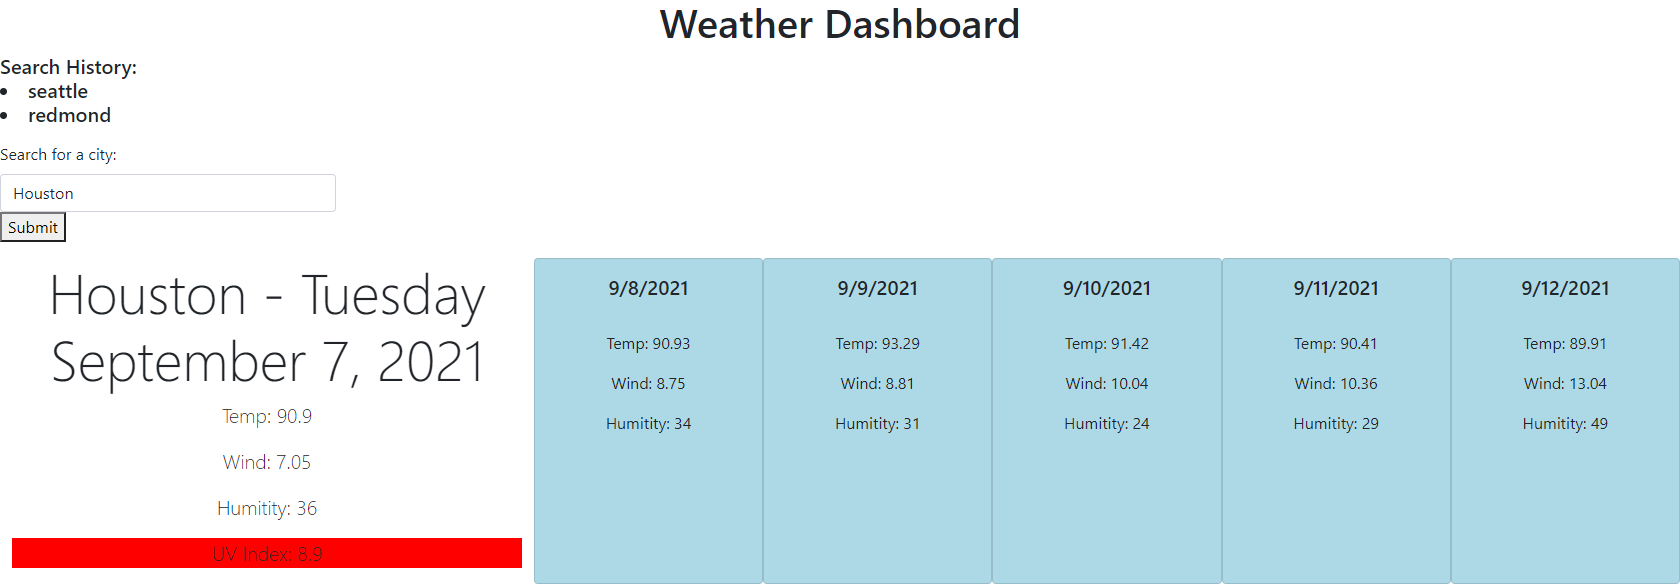 Weather Dashboard
Search History:
seattle
redmond
Search for a city:
Houston
Submit
Houston - Tuesday
September 7, 2021
Temp: 90.9
Wind: 7.05
Humitity: 36
UV Index: 8.9
9/8/2021
Temp: 90.93
Wind: 8.75
Humitity: 34
9/9/2021
Temp: 93.29
Wind: 8.81
Humitity: 31
9/10/2021
Temp: 91.42
Wind: 10.04
Humitity: 24
9/11/2021
Temp: 90.41
Wind: 10.36
Humitity: 29
9/12/2021
Temp: 89.91
Wind: 13.04
Humitity: 49